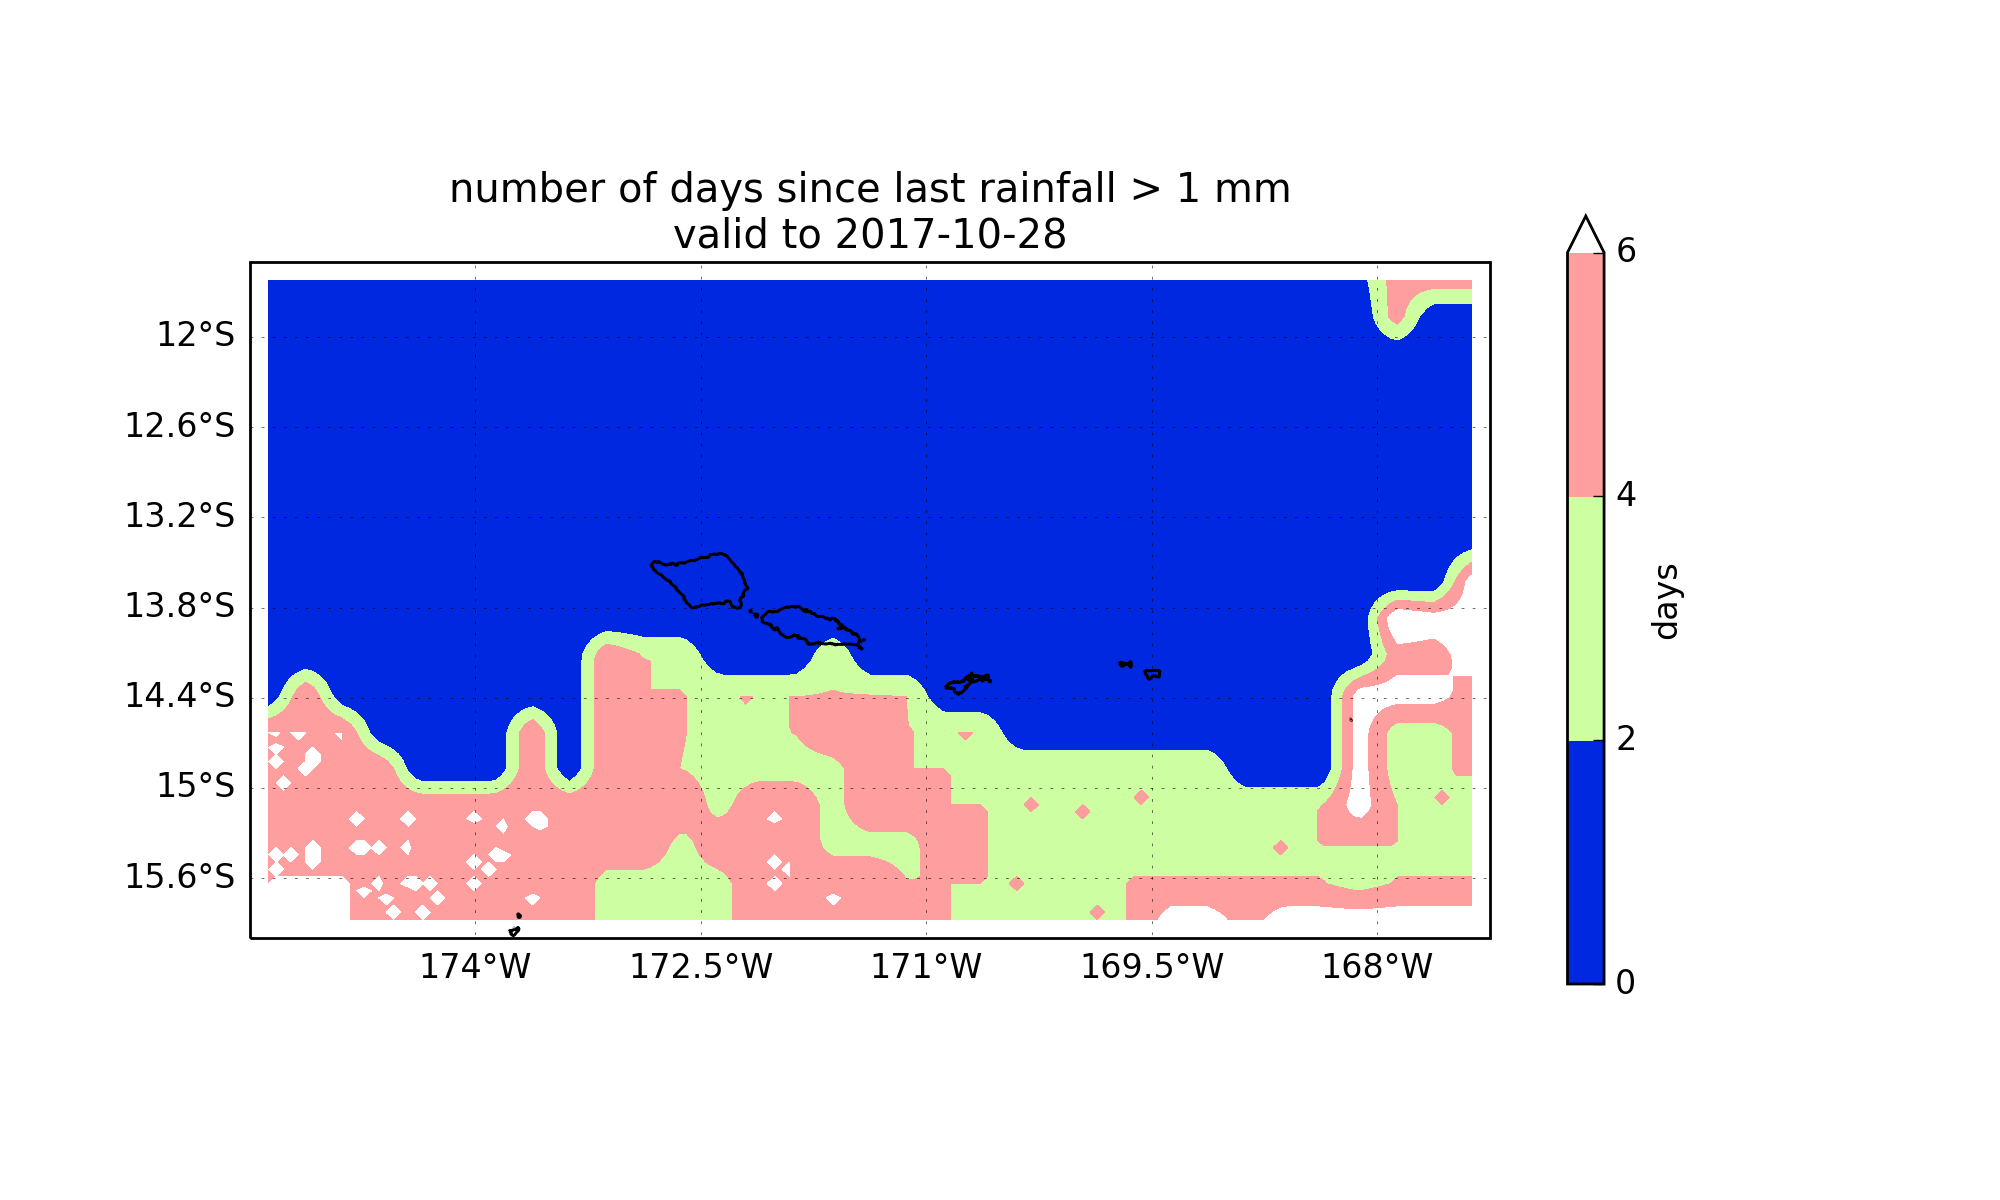 number of days since last rainfall > 1 mm
valid to 2017-10-28
12°S
12.6°S
13.2°S
13.8°S
14.4°S
15°S
15.6°S
174°W
172.5°W
171°W
169.5°W
168°W
6
4
2
0
days